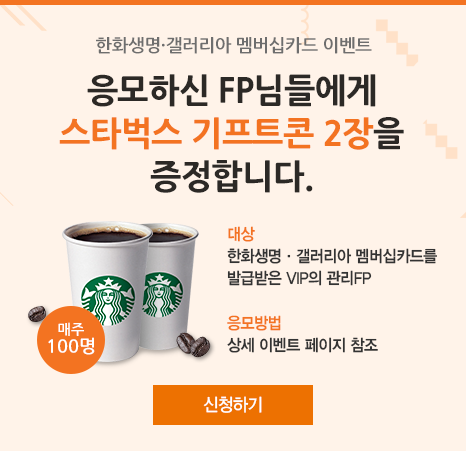 한화생명·갤러리아 멤버십카드 이벤트
응모하신 FP님들에게
스타벅스 기프트콘 2장을
증정합니다.
대상
한화생명 · 갤러리아 멤버십카드를
발급받은 VIP의 관리FP
응모방법
상세 이벤트 페이지 참조
매주
100명
신청하기